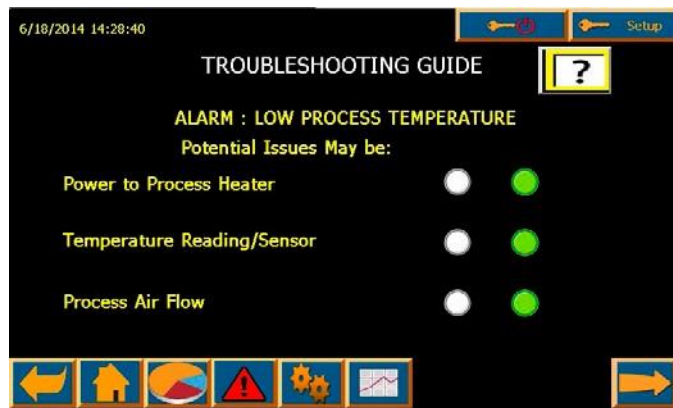 6/18/2014 14:28:40
Setup
TROUBLESHOOTING GUIDE
?
ALARM : LOW PROCESS TEMPERATURE
Potential Issues May be:
Power to Process Heater
Temperature Reading/Sensor
Process Air Flow